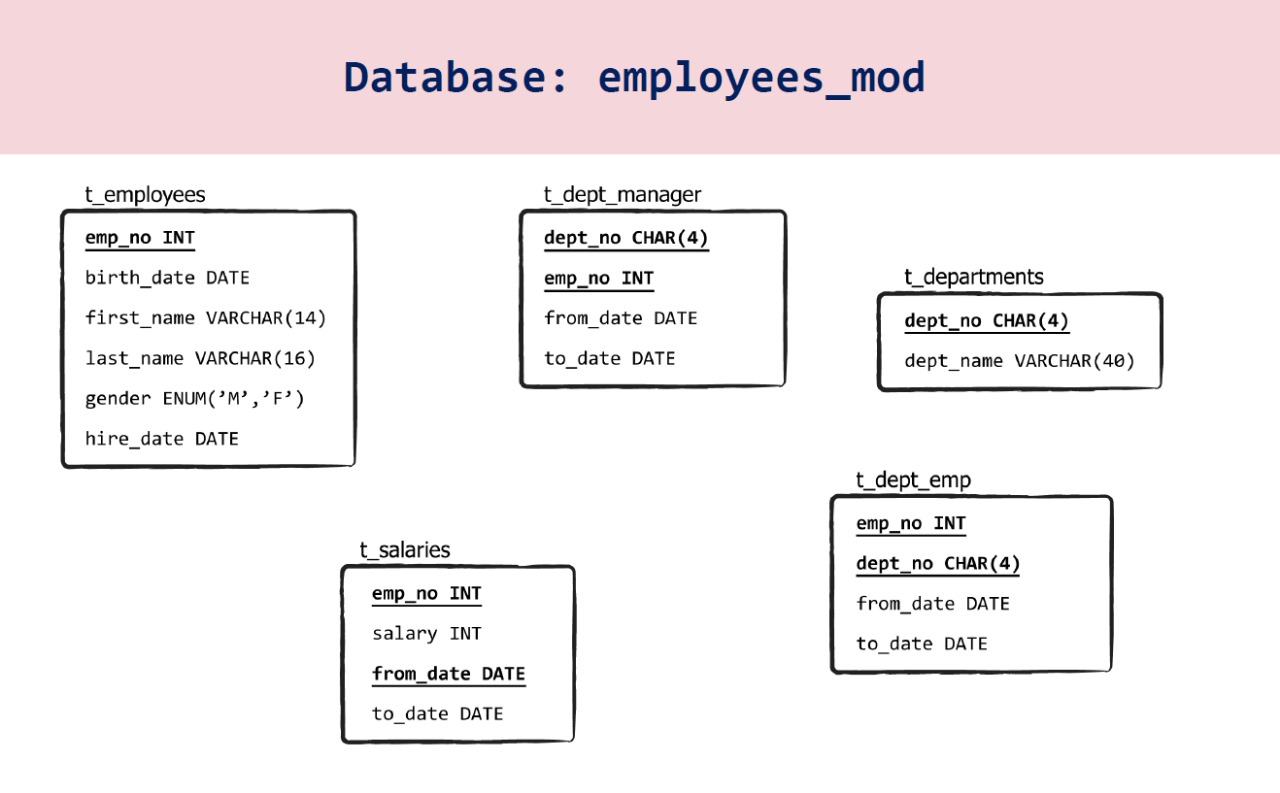 Database: employees_mod
t_employees
emp_no INT
birth_date DATE
first_name VARCHAR(14)
last_name VARCHAR(16)
gender ENUM(’M’,’F’)
hire_date DATE
t_dept_manager
dept_no CHAR(4)
emp_no INT
from_date DATE
to_date DATE
t_departments
dept_no CHAR(4)
dept_name VARCHAR(40)
t_salaries
emp_no INT
salary INT
from_date DATE
to_date DATE
t_dept_emp
emp_no INT
dept_no CHAR(4)
from_date DATE
to_date DATE